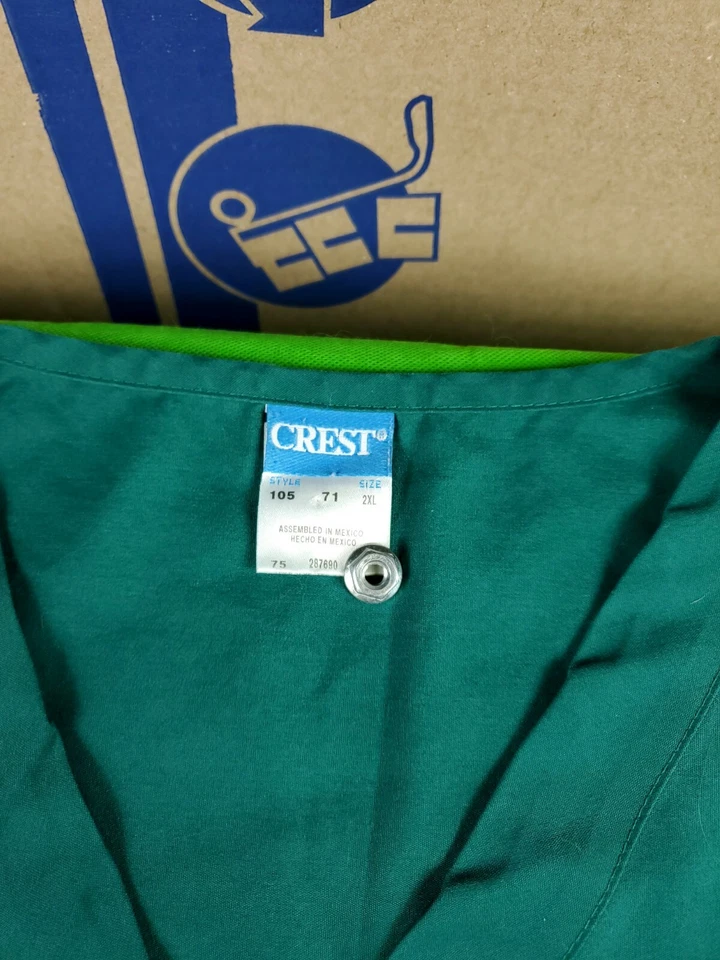 CREST®
STYLE SIZE
105 71 2XL
ASSEMBLED IN MEXICO
HECHO EN MEXICO
75 287690